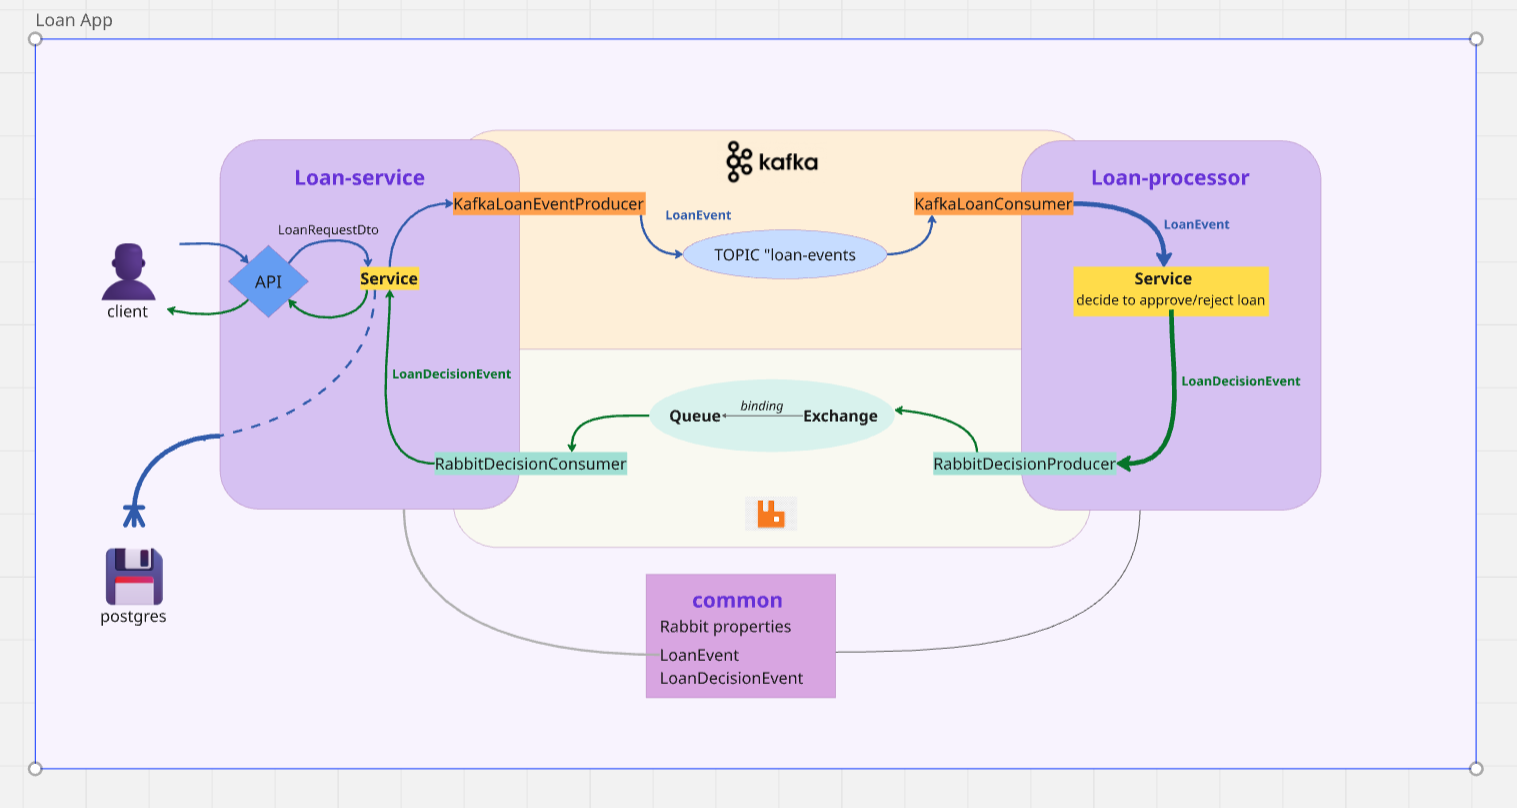 Loan App
kafka
Loan-service
Loan-processor
KafkaLoanEventProducer
KafkaLoanConsumer
LoanEvent
LoanEvent
LoanRequestDto
TOPIC "loan-events
API
Service
Service
decide to approve/reject loan
client
LoanDecisionEvent
LoanDecisionEvent
binding
Queue
Exchange
RabbitDecisionConsumer
RabbitDecisionProducer
postgres
common
Rabbit properties
LoanEvent
LoanDecisionEvent